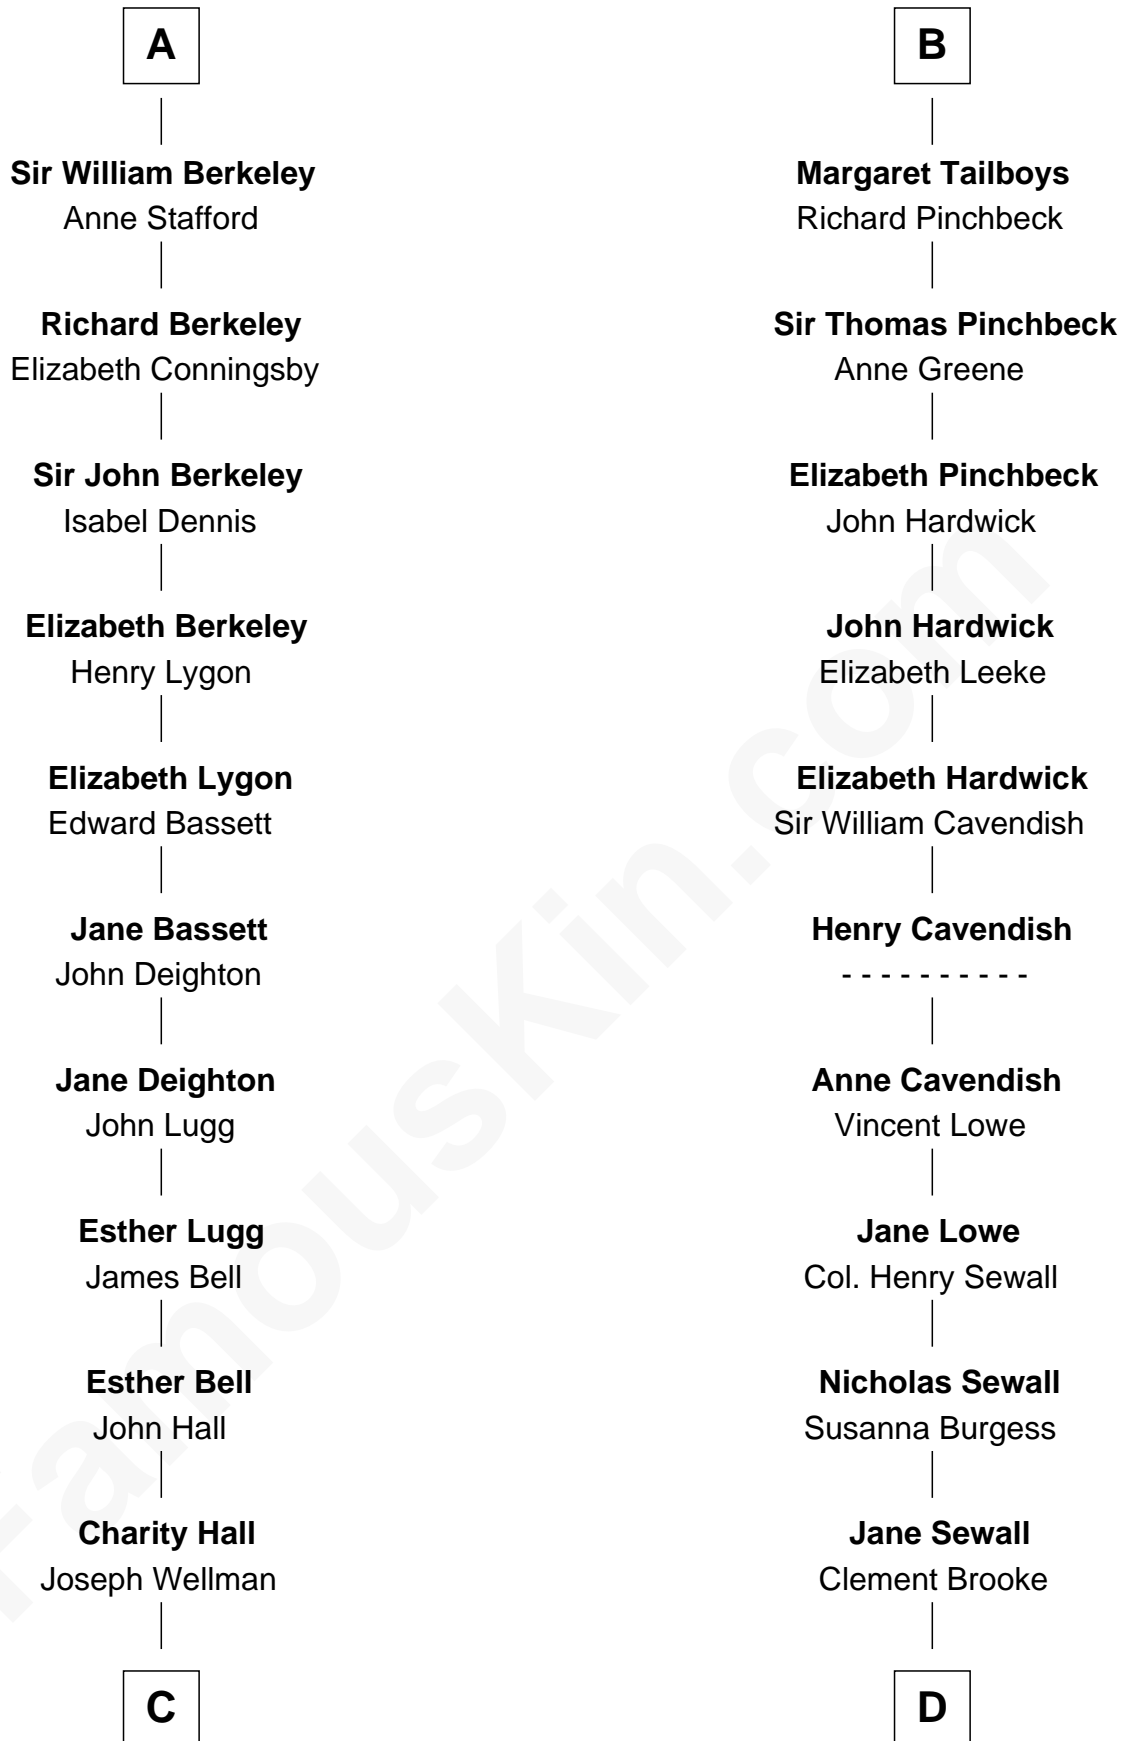 A
Sir William Berkeley
Anne Stafford
Richard Berkeley
Elizabeth Conningsby
Sir John Berkeley
Isabel Dennis
Elizabeth Berkeley
Henry Lygon
Elizabeth Lygon
Edward Bassett
Jane Bassett
John Deighton
Jane Deighton
John Lugg
Esther Lugg
James Bell
Esther Bell
John Hall
Charity Hall
Joseph Wellman
C
B
Margaret Tailboys
Richard Pinchbeck
Sir Thomas Pinchbeck
Anne Greene
Elizabeth Pinchbeck
John Hardwick
John Hardwick
Elizabeth Leeke
Elizabeth Hardwick
Sir William Cavendish
Henry Cavendish
- - - - - - - - - -
Anne Cavendish
Vincent Lowe
Jane Lowe
Col. Henry Sewall
Nicholas Sewall
Susanna Burgess
Jane Sewall
Clement Brooke
D
FamousKin.com